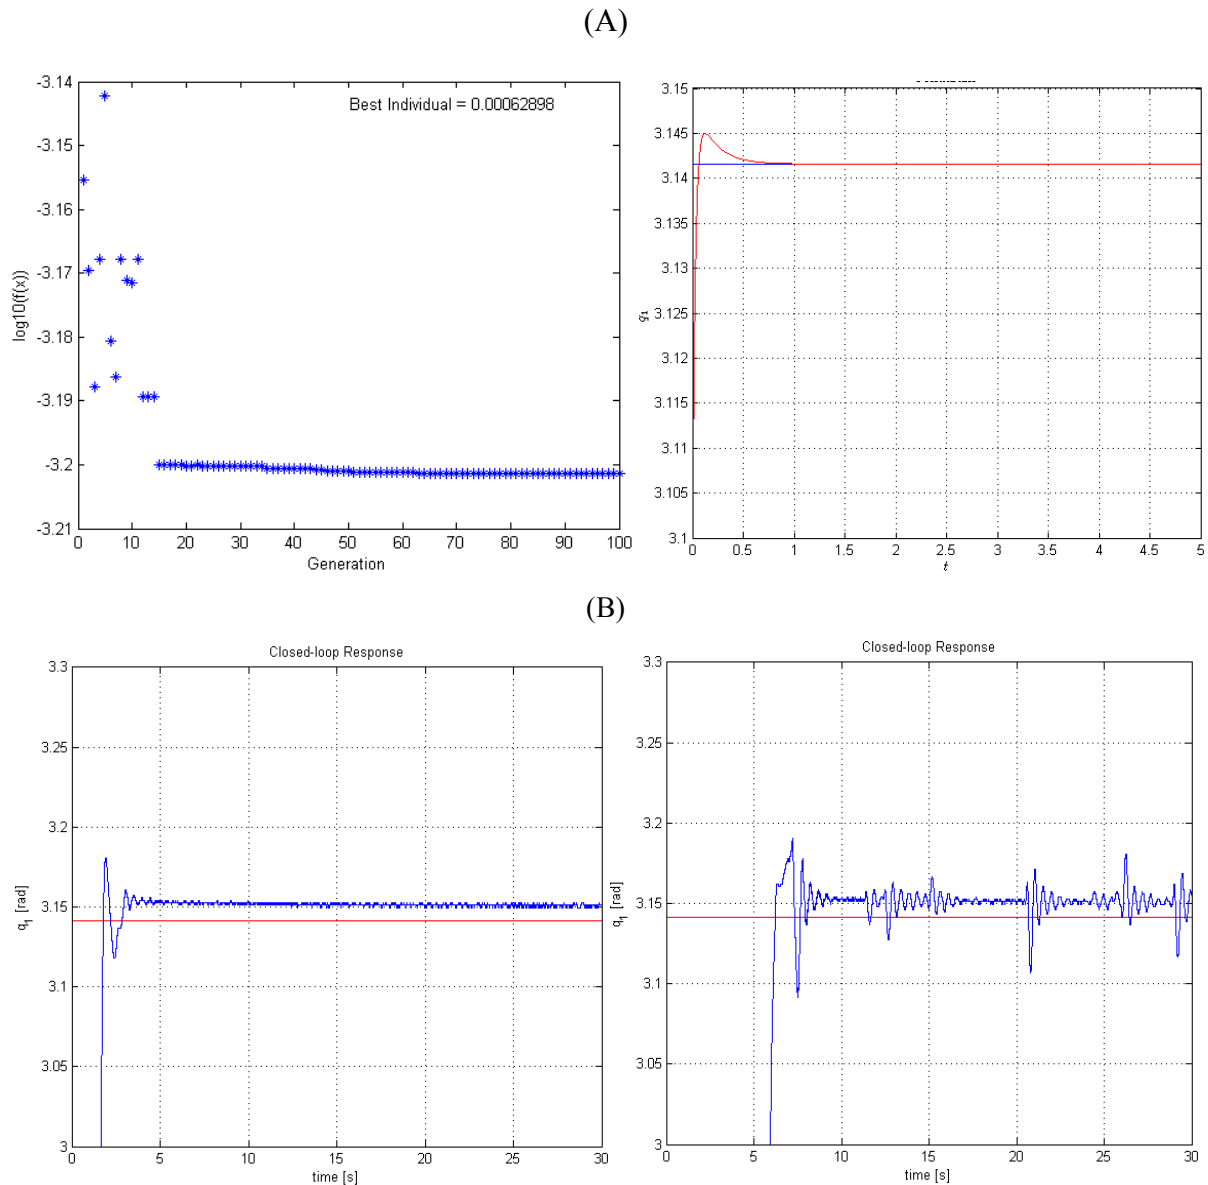 (A)
-3.14
-3.15
-3.16
-3.17
-3.18
-3.19
-3.2
-3.21
log10(f(x))
Best Individual = 0.00062898
0 10 20 30 40 50 60 70 80 90 100
Generation
3.15
3.145
3.14
3.135
3.13
3.125
3.12
3.115
3.11
3.105
3.1
q₁
0 0.5 1 1.5 2 2.5 3 3.5 4 4.5 5
t
(B)
Closed-loop Response
3.3
3.25
3.2
3.15
3.1
3.05
3
q₁ [rad]
0 5 10 15 20 25 30
time [s]
Closed-loop Response
3.3
3.25
3.2
3.15
3.1
3.05
3
q₁ [rad]
0 5 10 15 20 25 30
time [s]